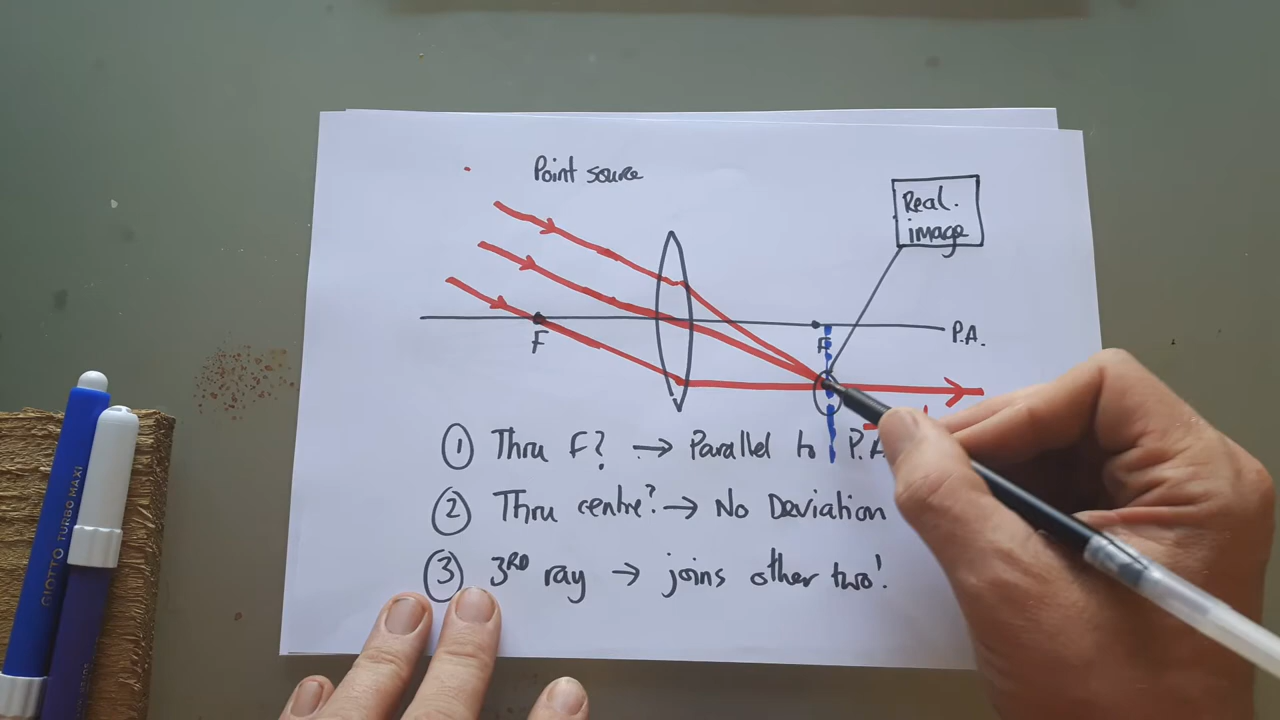 Point source
Real.
image
P.A.
F
F
① Thru F? → Parallel to P.A
② Thru centre? → No Deviation
③ 3RD ray → joins other two!
GIOTTO TURBO MAXI